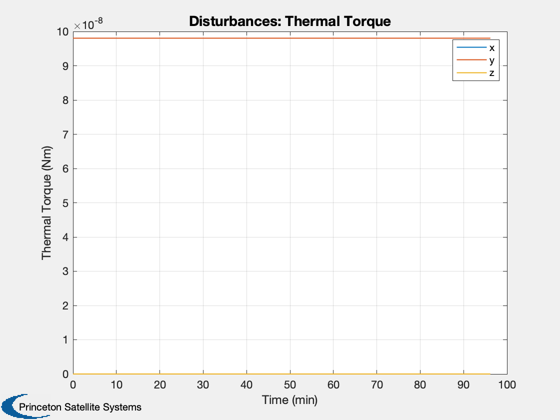 Disturbances: Thermal Torque
×10⁻⁸
10
9
8
7
6
5
4
3
2
1
0
Thermal Torque (Nm)
x
y
z
0 10 20 30 40 50 60 70 80 90 100
Time (min)
Princeton Satellite Systems